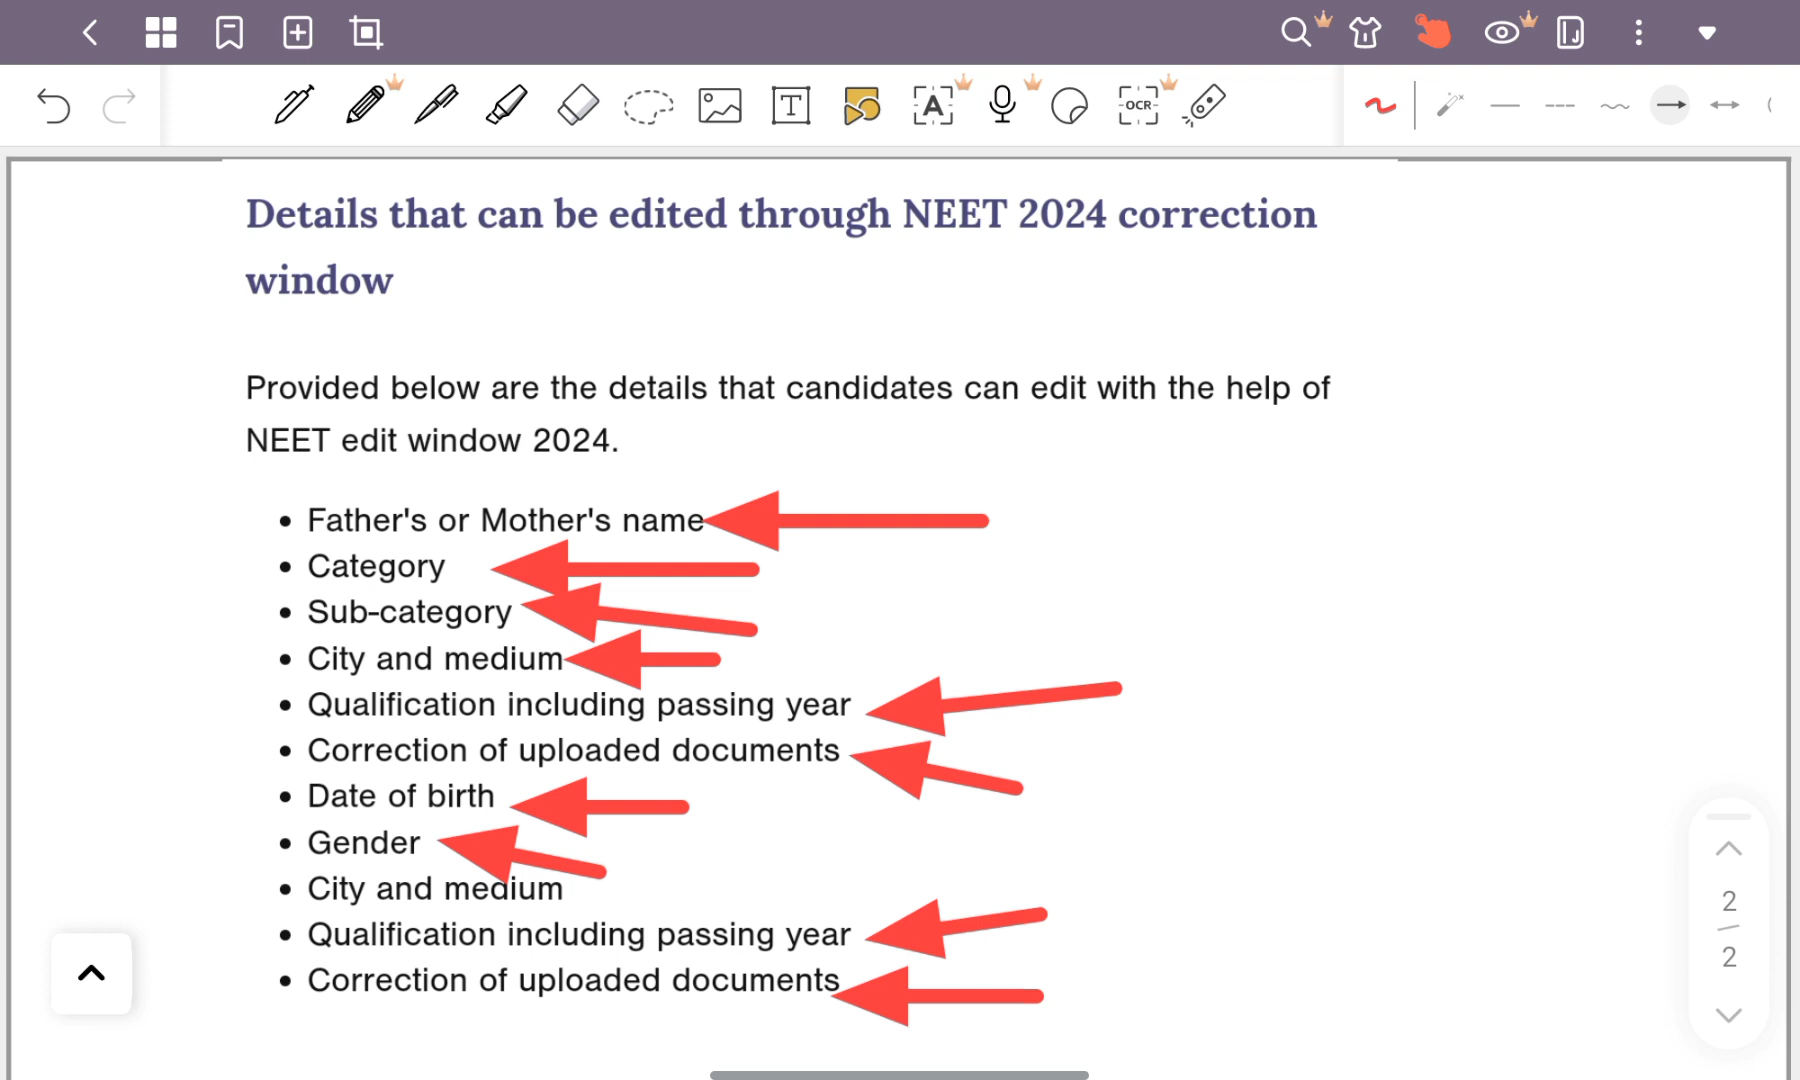 OCR
Details that can be edited through NEET 2024 correction
window
Provided below are the details that candidates can edit with the help of
NEET edit window 2024.
• Father's or Mother's name
• Category
• Sub-category
• City and medium
• Qualification including passing year
• Correction of uploaded documents
• Date of birth
• Gender
• City and medium
• Qualification including passing year
• Correction of uploaded documents
2
2